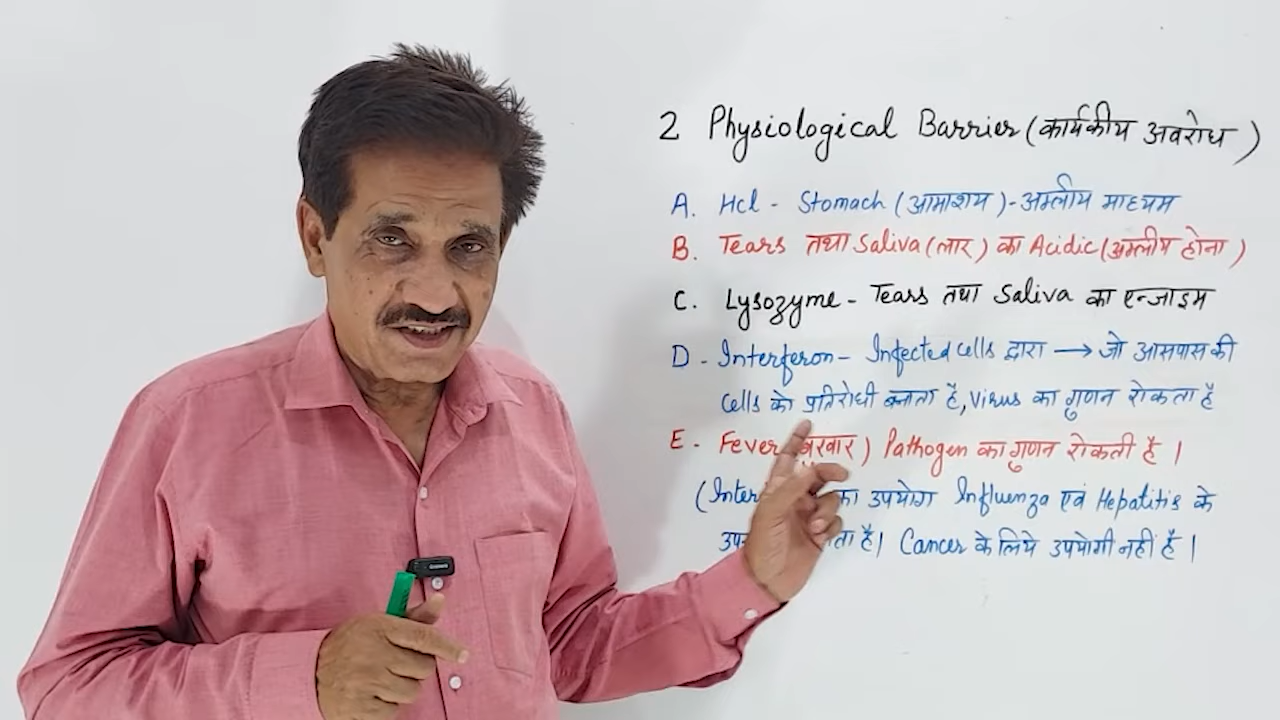 2 Physiological Barrier (कार्यकीय अवरोध)
A. Hcl - Stomach (आमाशय) - अम्लीय माध्यम
B. Tears तथा Saliva (लार) का Acidic (अम्लीय होना)
C. Lysozyme - Tears तथा Saliva का एन्जाइम
D - Interferon - Infected cells द्वारा → जो आसपास की
Cells को प्रतिरोधी बनाता है, Virus का गुणन रोकता है
E - Fever Pathogen का गुणन रोकती है ।
( का उपयोग Influenza एवं Hepatitis के
है। Cancer के लिये उपयोगी नहीं है ।